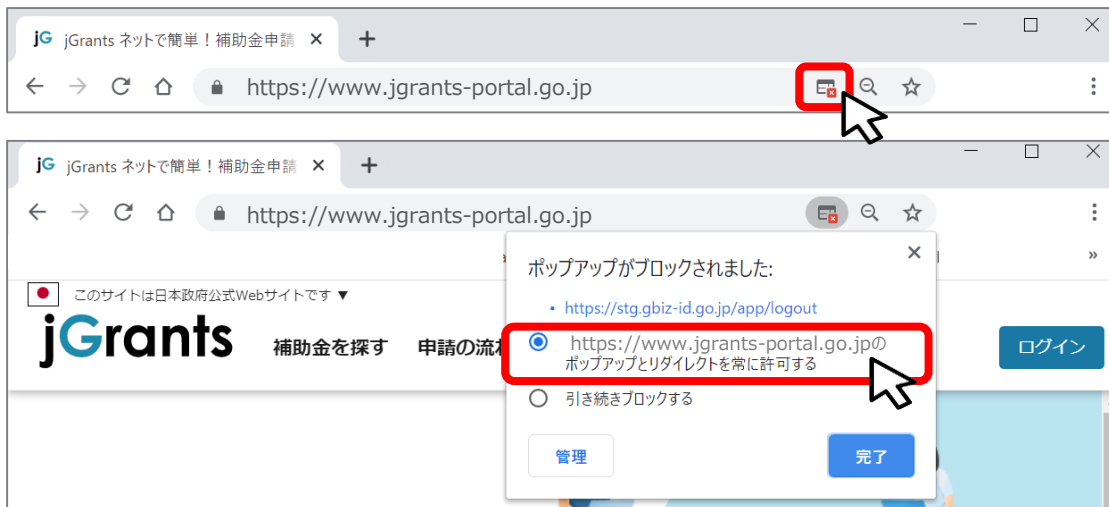 jG jGrants ネットで簡単！補助金申請
https://www.jgrants-portal.go.jp
jG jGrants ネットで簡単！補助金申請
https://www.jgrants-portal.go.jp
このサイトは日本政府公式Webサイトです ▼
jGrants 補助金を探す 申請の流れ
ログイン
ポップアップがブロックされました:
• https://stg.gbiz-id.go.jp/app/logout
https://www.jgrants-portal.go.jpの
ポップアップとリダイレクトを常に許可する
引き続きブロックする
管理 完了